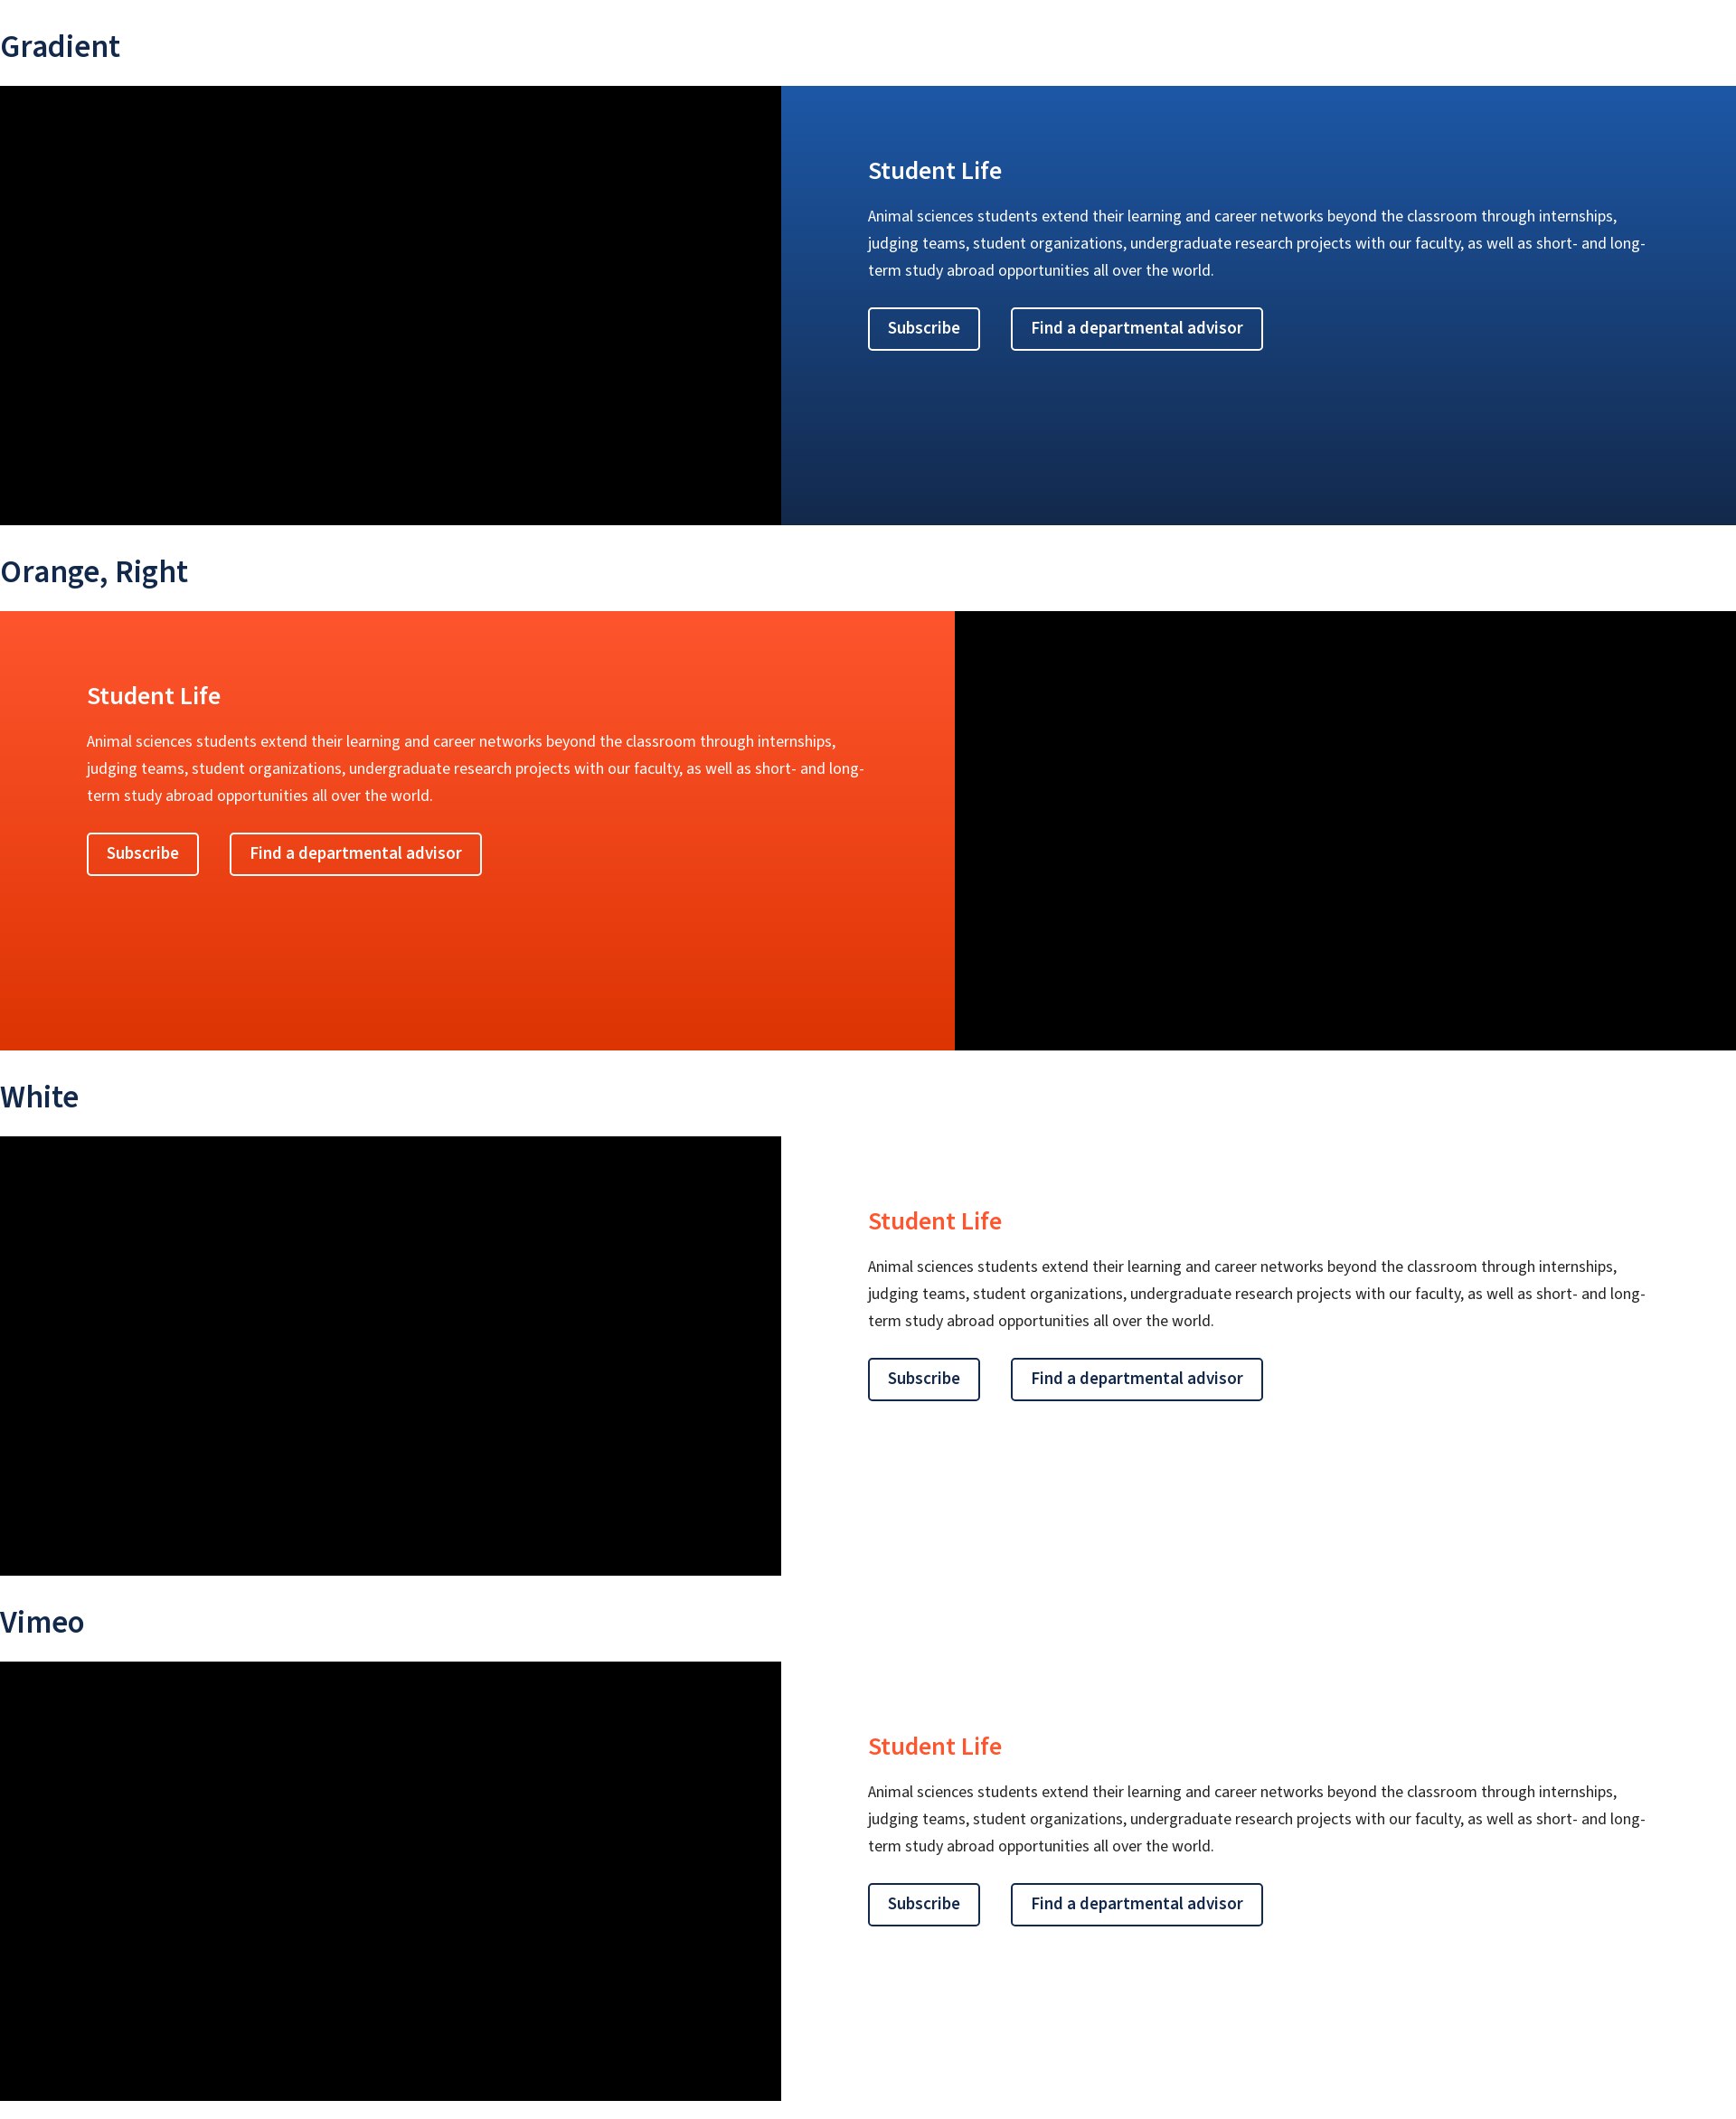 Gradient
Student Life
Animal sciences students extend their learning and career networks beyond the classroom through internships,
judging teams, student organizations, undergraduate research projects with our faculty, as well as short- and long-
term study abroad opportunities all over the world.
Subscribe
Find a departmental advisor
Orange, Right
Student Life
Animal sciences students extend their learning and career networks beyond the classroom through internships,
judging teams, student organizations, undergraduate research projects with our faculty, as well as short- and long-
term study abroad opportunities all over the world.
Subscribe
Find a departmental advisor
White
Student Life
Animal sciences students extend their learning and career networks beyond the classroom through internships,
judging teams, student organizations, undergraduate research projects with our faculty, as well as short- and long-
term study abroad opportunities all over the world.
Subscribe
Find a departmental advisor
Vimeo
Student Life
Animal sciences students extend their learning and career networks beyond the classroom through internships,
judging teams, student organizations, undergraduate research projects with our faculty, as well as short- and long-
term study abroad opportunities all over the world.
Subscribe
Find a departmental advisor